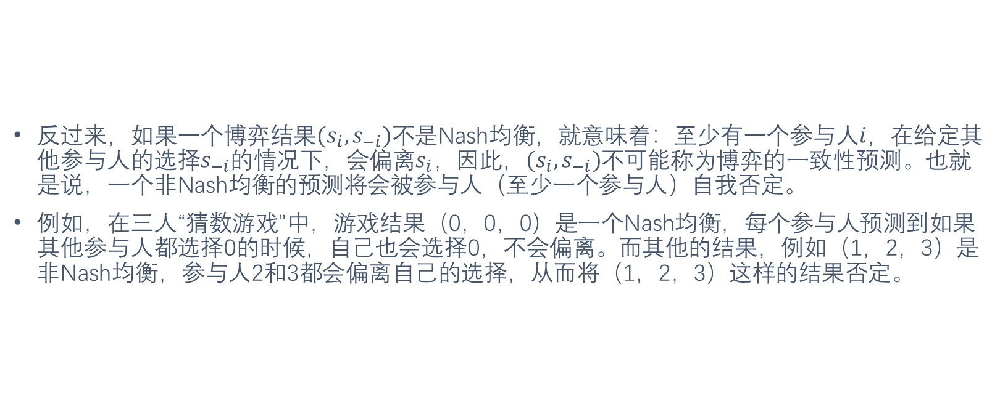 • 反过来，如果一个博弈结果(sᵢ,s₋ᵢ)不是Nash均衡，就意味着：至少有一个参与人i，在给定其
他参与人的选择s₋ᵢ的情况下，会偏离sᵢ，因此，(sᵢ,s₋ᵢ)不可能称为博弈的一致性预测。也就
是说，一个非Nash均衡的预测将会被参与人（至少一个参与人）自我否定。
• 例如，在三人“猜数游戏”中，游戏结果（0，0，0）是一个Nash均衡，每个参与人预测到如果
其他参与人都选择0的时候，自己也会选择0，不会偏离。而其他的结果，例如（1，2，3）是
非Nash均衡，参与人2和3都会偏离自己的选择，从而将（1，2，3）这样的结果否定。